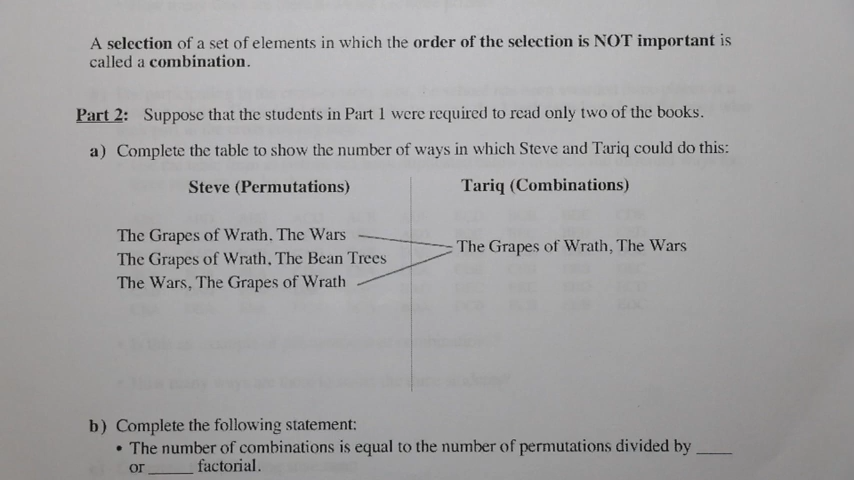 A selection of a set of elements in which the order of the selection is NOT important is
called a combination.
Part 2: Suppose that the students in Part 1 were required to read only two of the books.
a) Complete the table to show the number of ways in which Steve and Tariq could do this:
Steve (Permutations)
The Grapes of Wrath, The Wars
The Grapes of Wrath, The Bean Trees
The Wars, The Grapes of Wrath
Tariq (Combinations)
The Grapes of Wrath, The Wars
b) Complete the following statement:
• The number of combinations is equal to the number of permutations divided by ____
or _____ factorial.